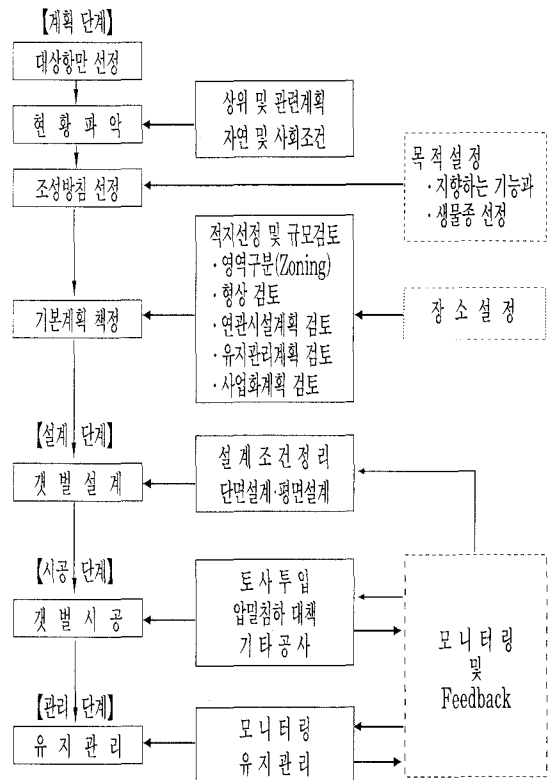 【계획 단계】
대상항만 선정
현황파악
상위 및 관련계획
자연 및 사회조건
조성방침 선정
목적설정
·지향하는 기능과
·생물종 선정
기본계획 책정
적지선정 및 규모검토
·영역구분(Zoning)
·형상 검토
·연관시설계획 검토
·유지관리계획 검토
·사업화계획 검토
장소설정
【설계 단계】
갯벌설계
설계조건정리
단면설계·평면설계
【시공 단계】
갯벌시공
토사투입
압밀침하 대책
기타공사
모니터링
및
Feedback
【관리 단계】
유지관리
모니터링
유지관리